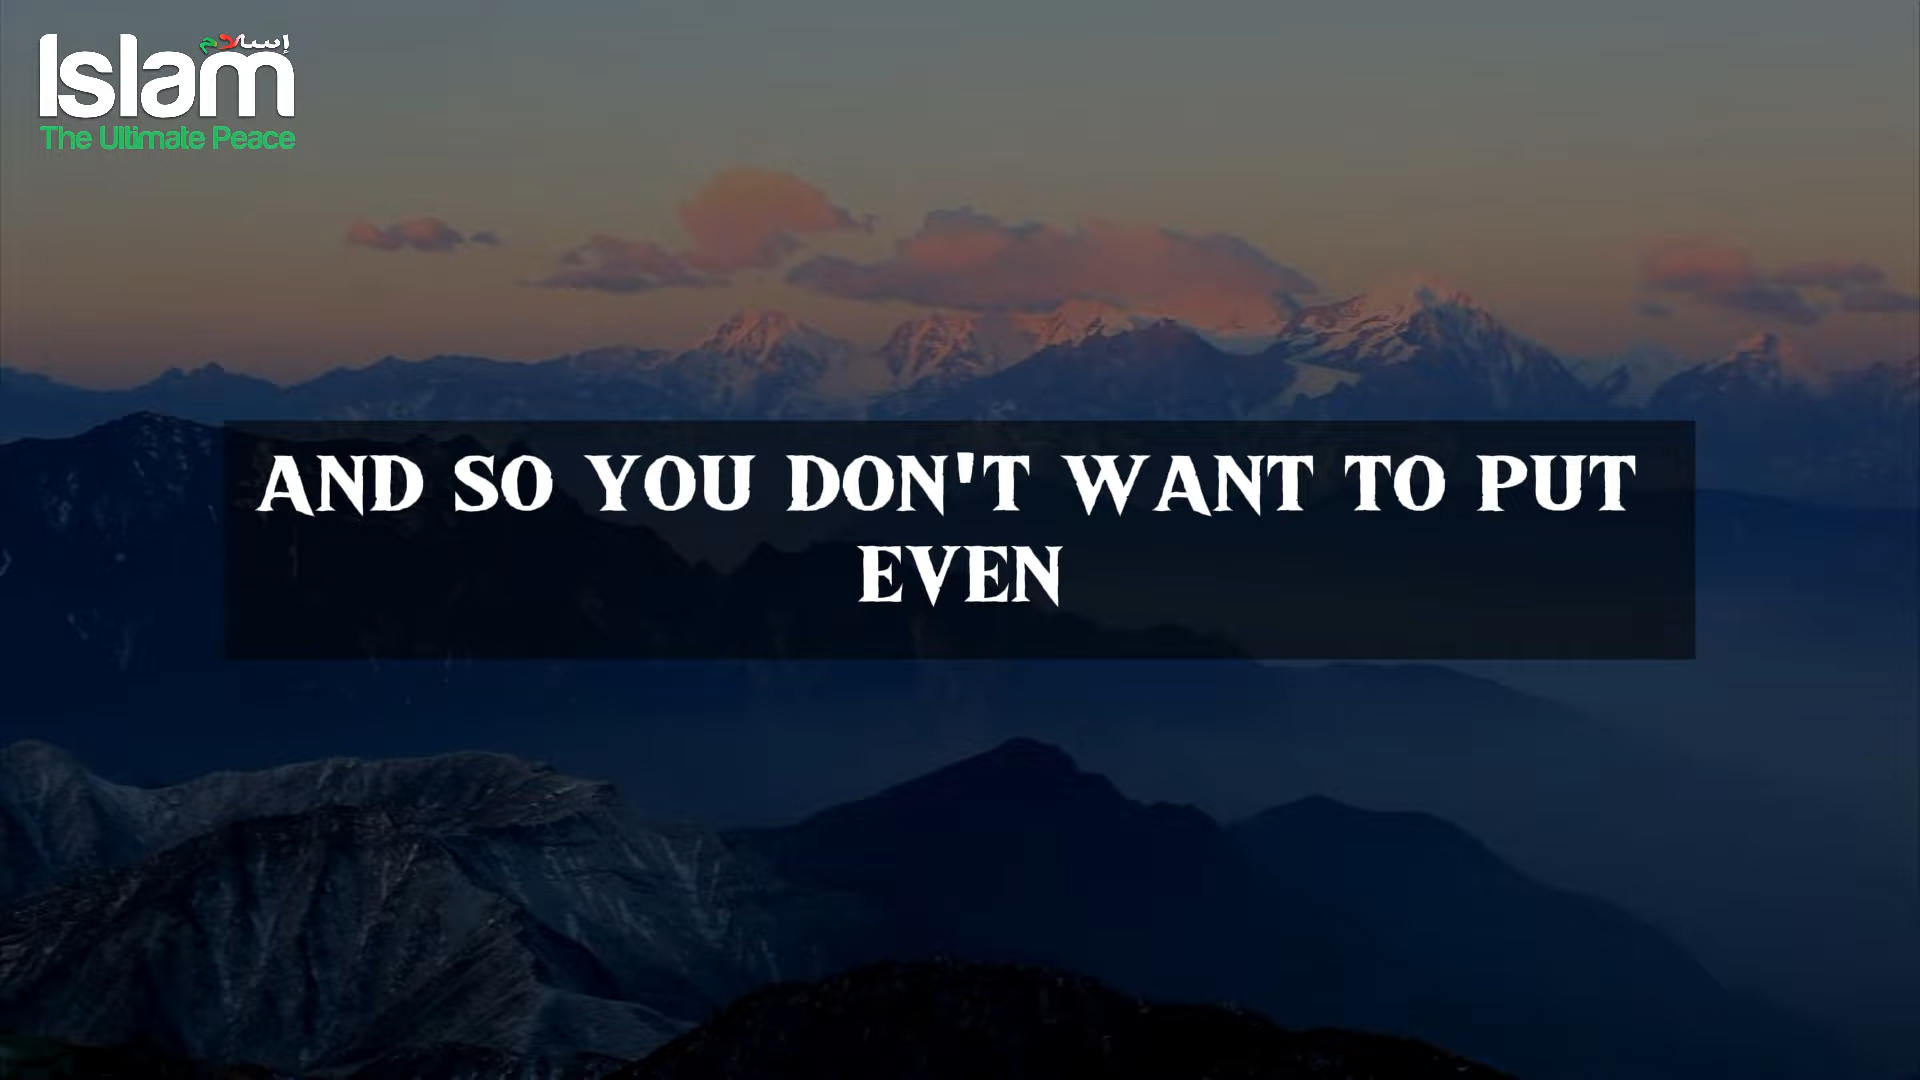 إسلام
Islam
The Ultimate Peace
AND SO YOU DON'T WANT TO PUT
EVEN